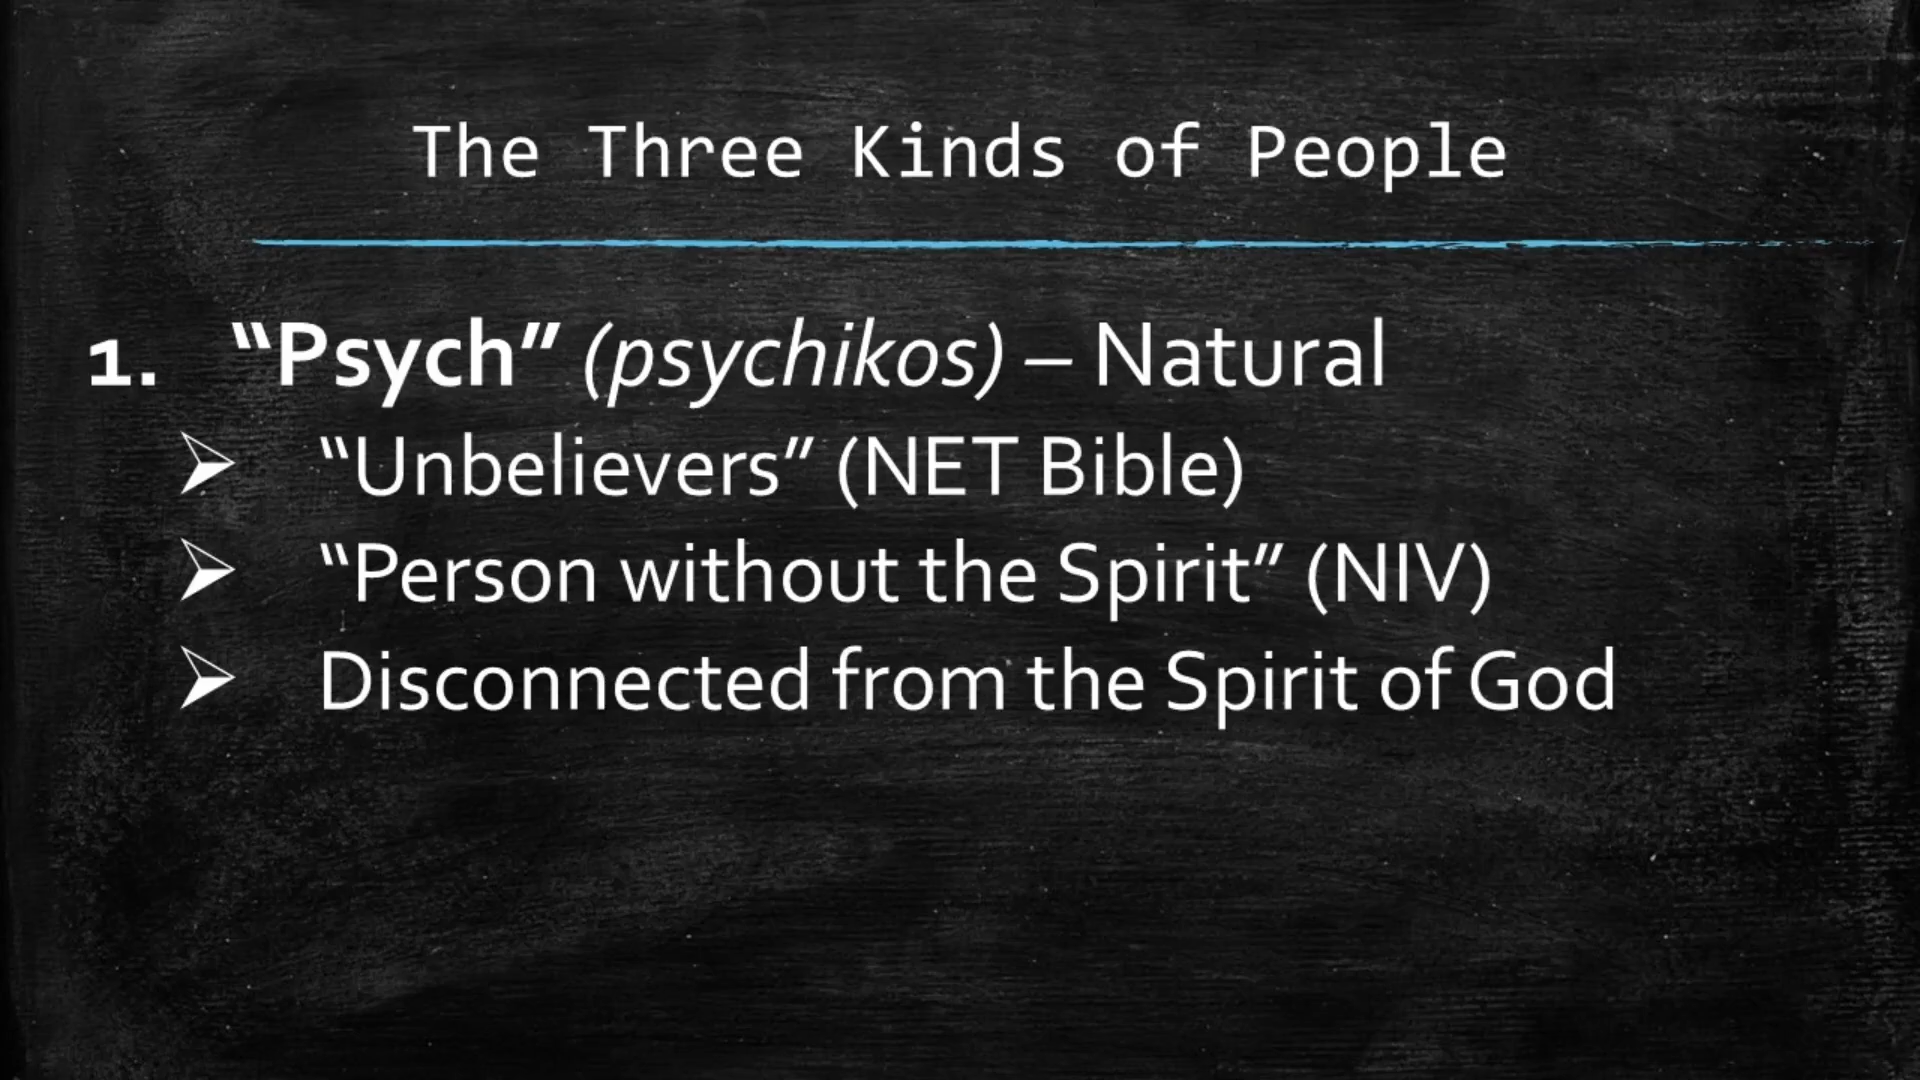 The Three Kinds of People
1. “Psych” (psychikos) – Natural
➢ “Unbelievers” (NET Bible)
➢ “Person without the Spirit” (NIV)
➢ Disconnected from the Spirit of God